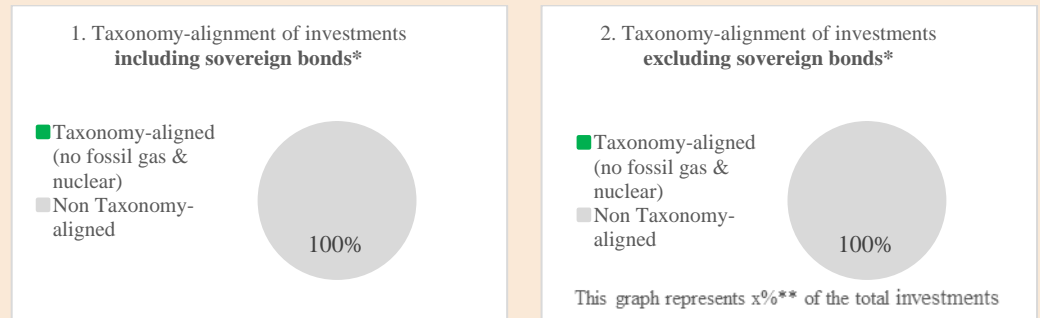 1. Taxonomy-alignment of investments
including sovereign bonds*
Taxonomy-aligned
(no fossil gas &
nuclear)
Non Taxonomy-
aligned
100%
2. Taxonomy-alignment of investments
excluding sovereign bonds*
Taxonomy-aligned
(no fossil gas &
nuclear)
Non Taxonomy-
aligned
100%
This graph represents x%** of the total investments